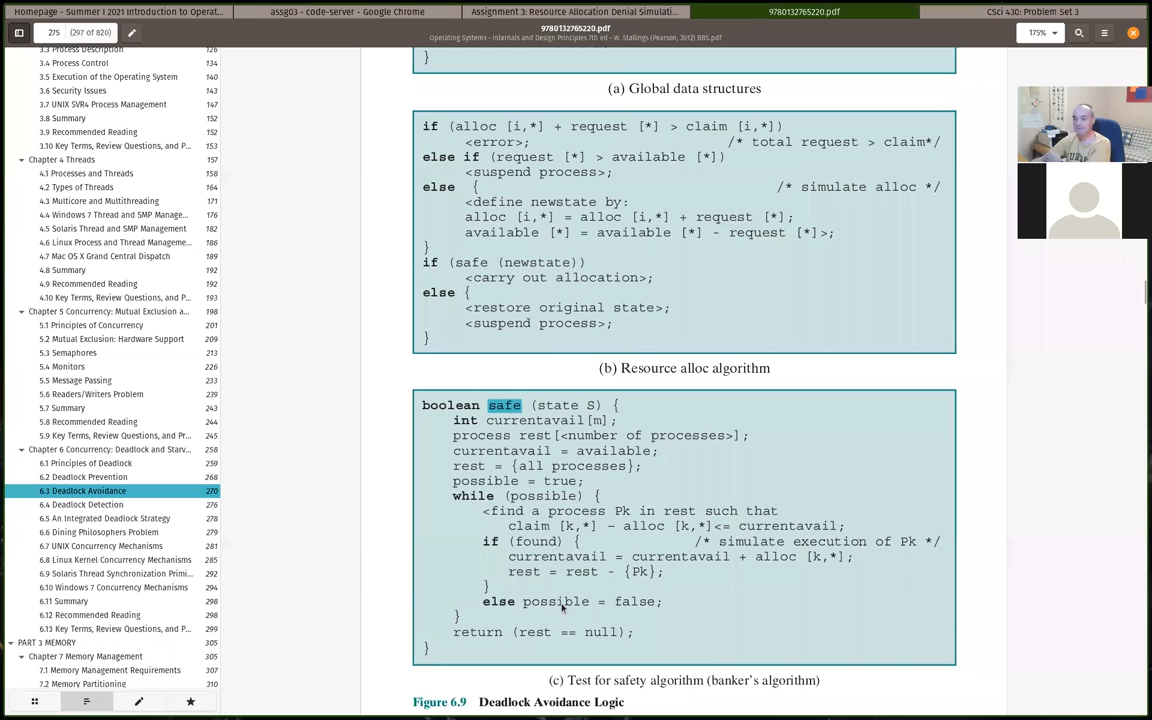 Homepage - Summer I 2021 Introduction to Operat...
assg03 - code-server - Google Chrome
Assignment 3: Resource Allocation Denial Simulati...
9780132765220.pdf
CSci 430: Problem Set 3
275 (297 of 820)
9780132765220.pdf
Operating Systems - Internals and Design Principles 7th ed - W. Stallings (Pearson, 2012) BBS.pdf
175%
3.3 Process Description 126
3.4 Process Control 134
3.5 Execution of the Operating System 140
3.6 Security Issues 143
3.7 UNIX SVR4 Process Management 147
3.8 Summary 152
3.9 Recommended Reading 152
3.10 Key Terms, Review Questions, and P... 153
Chapter 4 Threads 157
4.1 Processes and Threads 158
4.2 Types of Threads 164
4.3 Multicore and Multithreading 171
4.4 Windows 7 Thread and SMP Manage... 176
4.5 Solaris Thread and SMP Management 182
4.6 Linux Process and Thread Manageme... 186
4.7 Mac OS X Grand Central Dispatch 189
4.8 Summary 192
4.9 Recommended Reading 192
4.10 Key Terms, Review Questions, and P... 193
Chapter 5 Concurrency: Mutual Exclusion a... 198
5.1 Principles of Concurrency 201
5.2 Mutual Exclusion: Hardware Support 209
5.3 Semaphores 213
5.4 Monitors 226
5.5 Message Passing 233
5.6 Readers/Writers Problem 239
5.7 Summary 243
5.8 Recommended Reading 244
5.9 Key Terms, Review Questions, and Pr... 245
Chapter 6 Concurrency: Deadlock and Starv... 258
6.1 Principles of Deadlock 259
6.2 Deadlock Prevention 268
6.3 Deadlock Avoidance 270
6.4 Deadlock Detection 276
6.5 An Integrated Deadlock Strategy 278
6.6 Dining Philosophers Problem 279
6.7 UNIX Concurrency Mechanisms 281
6.8 Linux Kernel Concurrency Mechanisms 285
6.9 Solaris Thread Synchronization Primi... 292
6.10 Windows 7 Concurrency Mechanisms 294
6.11 Summary 298
6.12 Recommended Reading 298
6.13 Key Terms, Review Questions, and P... 299
PART 3 MEMORY 305
Chapter 7 Memory Management 305
7.1 Memory Management Requirements 307
7.2 Memory Partitioning 310
}
(a) Global data structures
if (alloc [i,*] + request [*] > claim [i,*])
<error>; /* total request > claim*/
else if (request [*] > available [*])
<suspend process>;
else { /* simulate alloc */
<define newstate by:
alloc [i,*] = alloc [i,*] + request [*];
available [*] = available [*] - request [*]>;
}
if (safe (newstate))
<carry out allocation>;
else {
<restore original state>;
<suspend process>;
}
(b) Resource alloc algorithm
boolean safe (state S) {
int currentavail[m];
process rest[<number of processes>];
currentavail = available;
rest = {all processes};
possible = true;
while (possible) {
<find a process Pk in rest such that
claim [k,*] - alloc [k,*]<= currentavail;
if (found) { /* simulate execution of Pk */
currentavail = currentavail + alloc [k,*];
rest = rest - {Pk};
}
else possible = false;
}
return (rest == null);
}
(c) Test for safety algorithm (banker's algorithm)
Figure 6.9 Deadlock Avoidance Logic